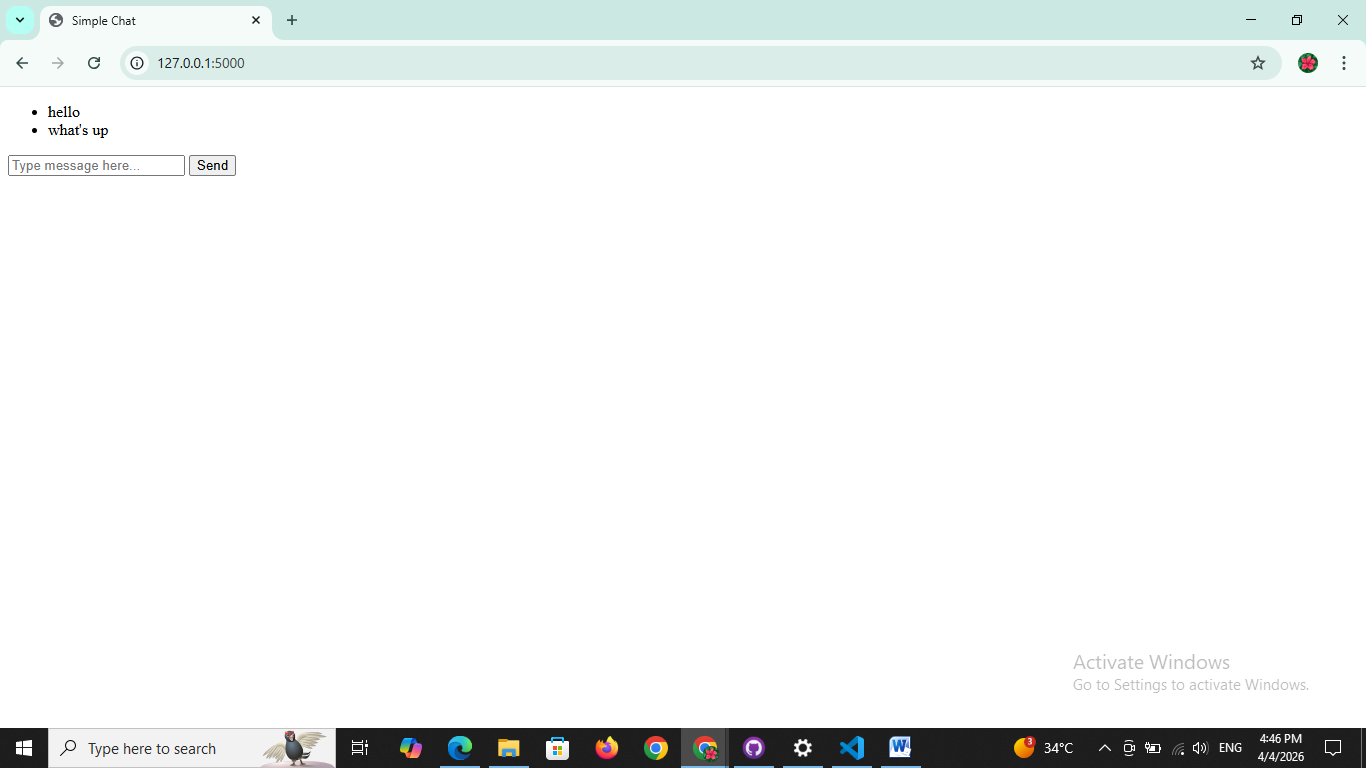 Simple Chat
127.0.0.1:5000
hello
what's up
Type message here...
Send
Activate Windows
Go to Settings to activate Windows.
Type here to search
W
3
34°C
ENG
4:46 PM
4/4/2026